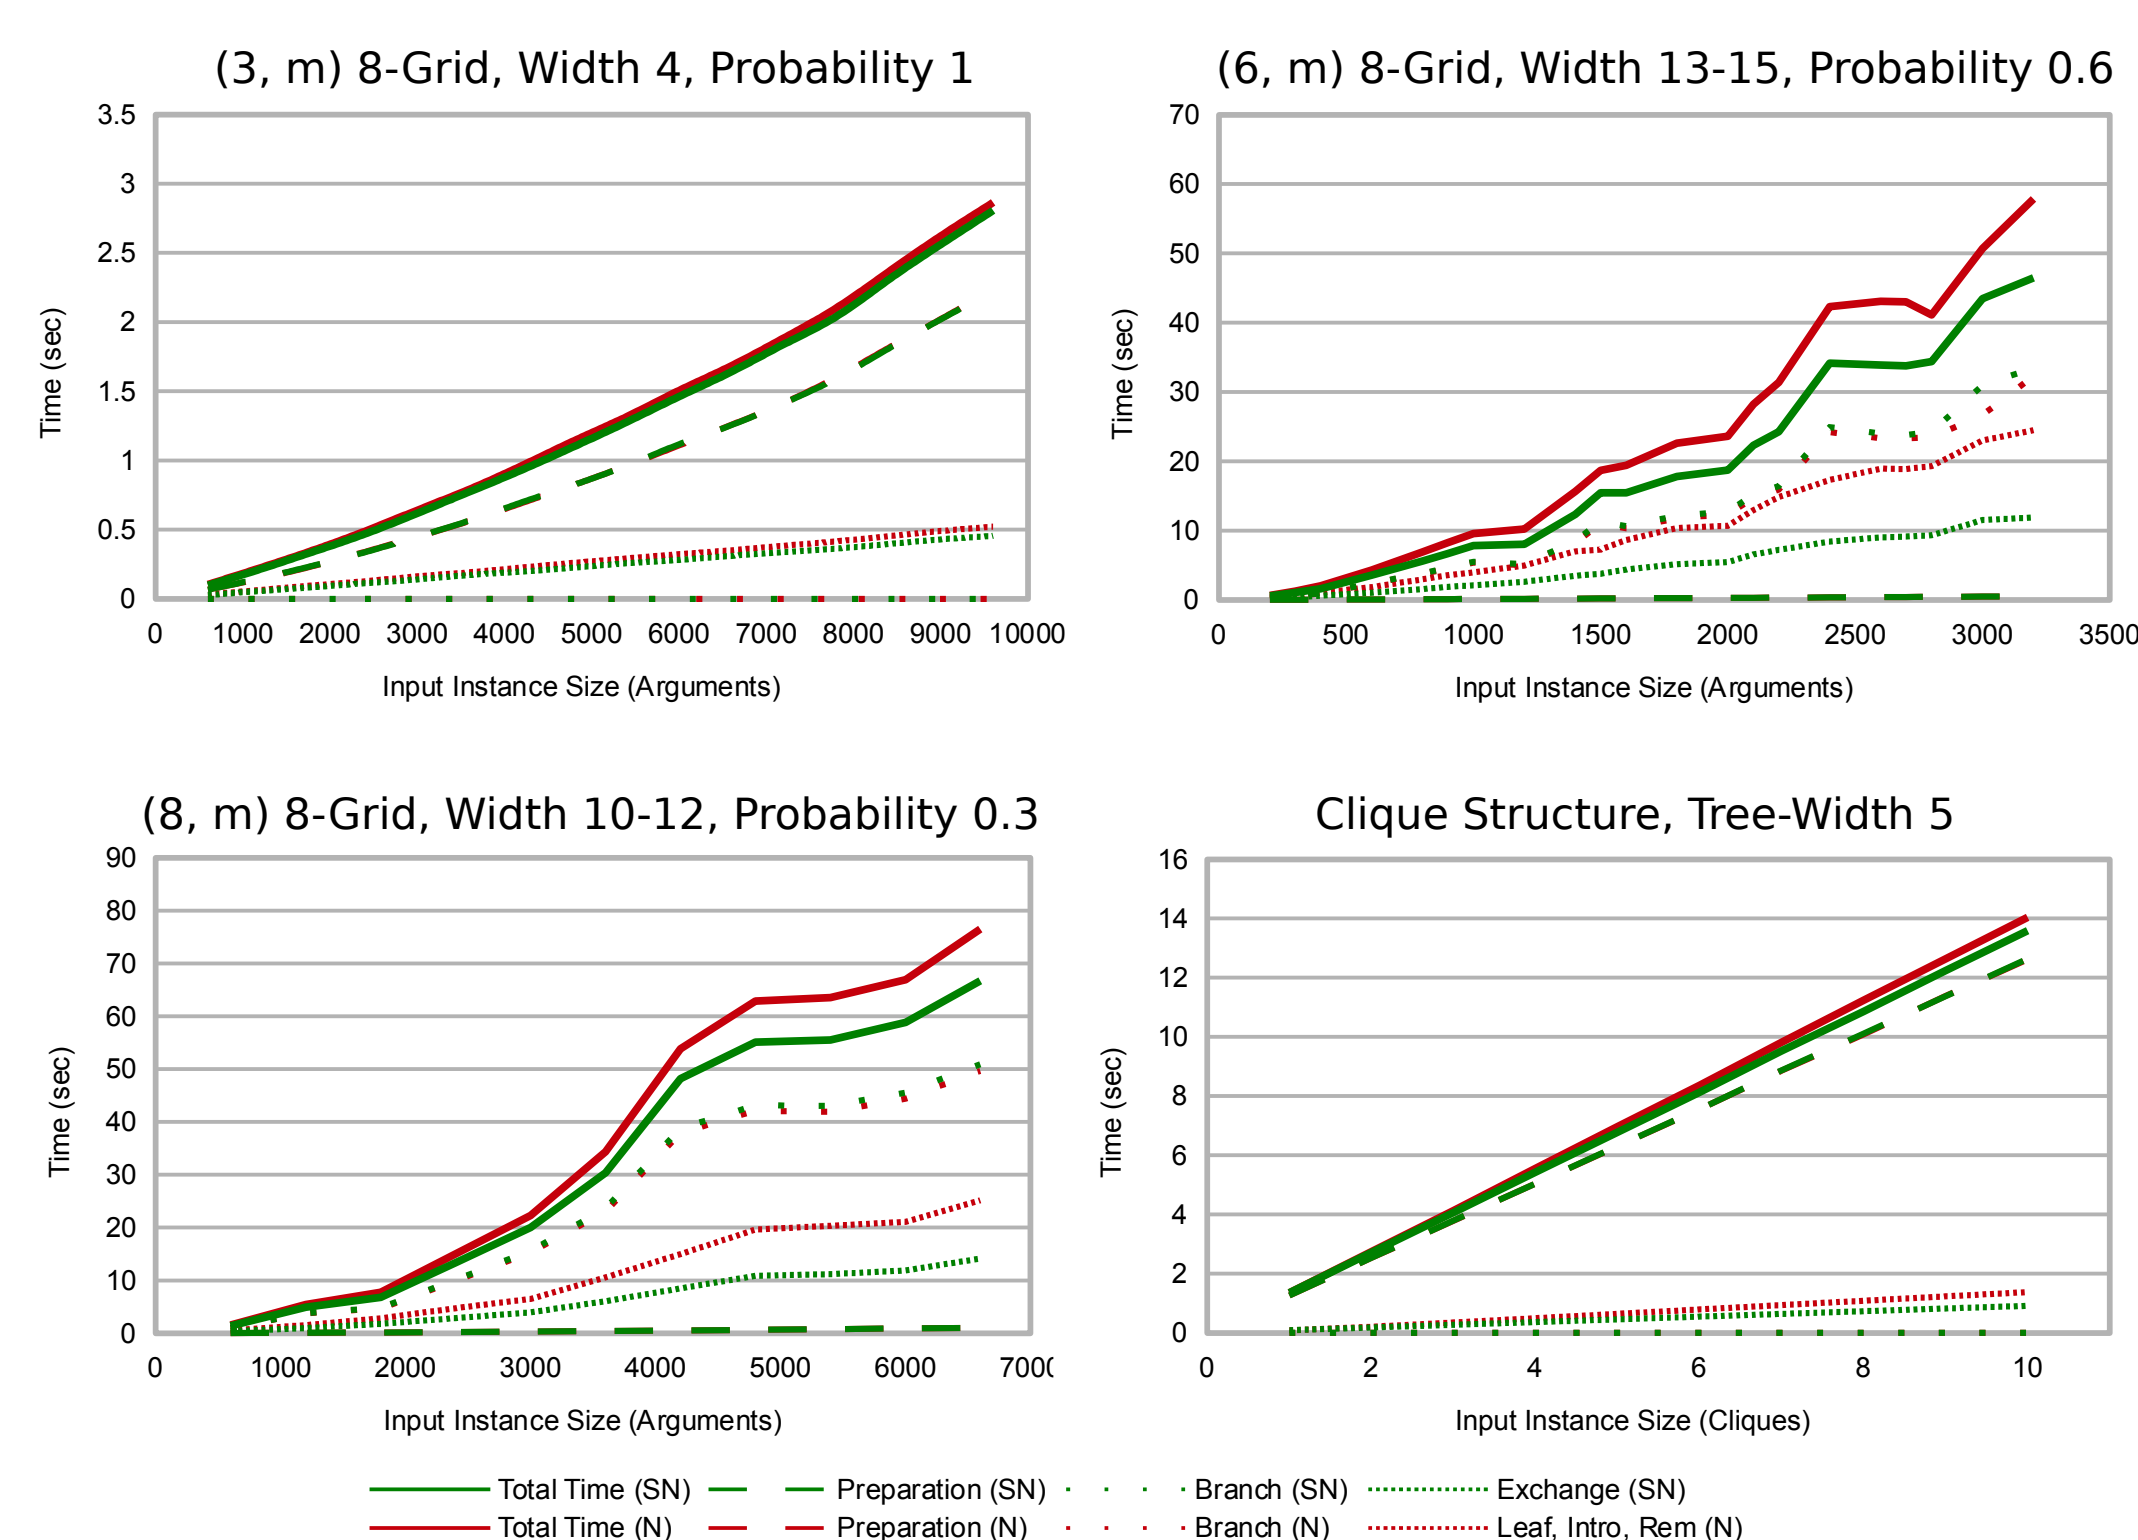 (3, m) 8-Grid, Width 4, Probability 1
3.5
3
2.5
2
1.5
1
0.5
0
Time (sec)
0 1000 2000 3000 4000 5000 6000 7000 8000 9000 10000
Input Instance Size (Arguments)
(6, m) 8-Grid, Width 13-15, Probability 0.6
70
60
50
40
30
20
10
0
Time (sec)
0 500 1000 1500 2000 2500 3000 3500
Input Instance Size (Arguments)
(8, m) 8-Grid, Width 10-12, Probability 0.3
90
80
70
60
50
40
30
20
10
0
Time (sec)
0 1000 2000 3000 4000 5000 6000 7000
Input Instance Size (Arguments)
Clique Structure, Tree-Width 5
16
14
12
10
8
6
4
2
0
Time (sec)
0 2 4 6 8 10
Input Instance Size (Cliques)
Total Time (SN) Preparation (SN) Branch (SN) Exchange (SN)
Total Time (N) Preparation (N) Branch (N) Leaf, Intro, Rem (N)